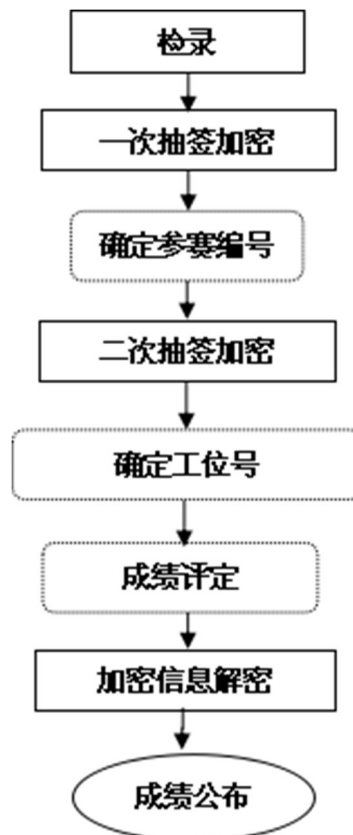 检录
一次抽签加密
确定参赛编号
二次抽签加密
确定工位号
成绩评定
加密信息解密
成绩公布